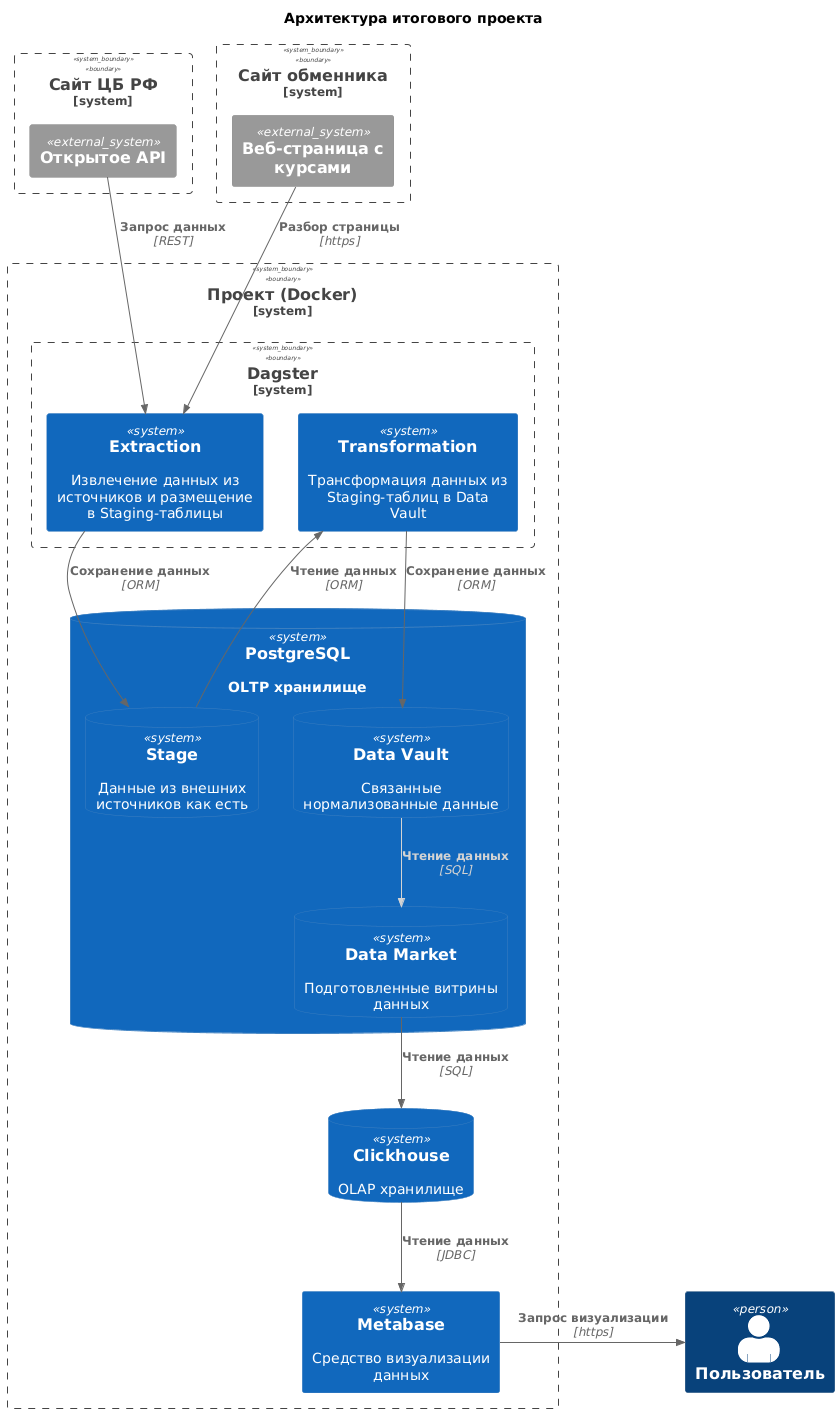 Архитектура итогового проекта
«system_boundary»
«boundary»
Сайт ЦБ РФ
[system]
«external_system»
Открытое API
«system_boundary»
«boundary»
Сайт обменника
[system]
«external_system»
Веб-страница с
курсами
Запрос данных
[REST]
Разбор страницы
[https]
«system_boundary»
«boundary»
Проект (Docker)
[system]
«system_boundary»
«boundary»
Dagster
[system]
«system»
Extraction
Извлечение данных из
источников и размещение
в Staging-таблицы
«system»
Transformation
Трансформация данных из
Staging-таблиц в Data
Vault
Сохранение данных
[ORM]
Чтение данных
[ORM]
Сохранение данных
[ORM]
«system»
PostgreSQL
OLTP хранилище
«system»
Stage
Данные из внешних
источников как есть
«system»
Data Vault
Связанные
нормализованные данные
Чтение данных
[SQL]
«system»
Data Market
Подготовленные витрины
данных
Чтение данных
[SQL]
«system»
Clickhouse
OLAP хранилище
Чтение данных
[JDBC]
«system»
Metabase
Средство визуализации
данных
Запрос визуализации
[https]
«person»
Пользователь